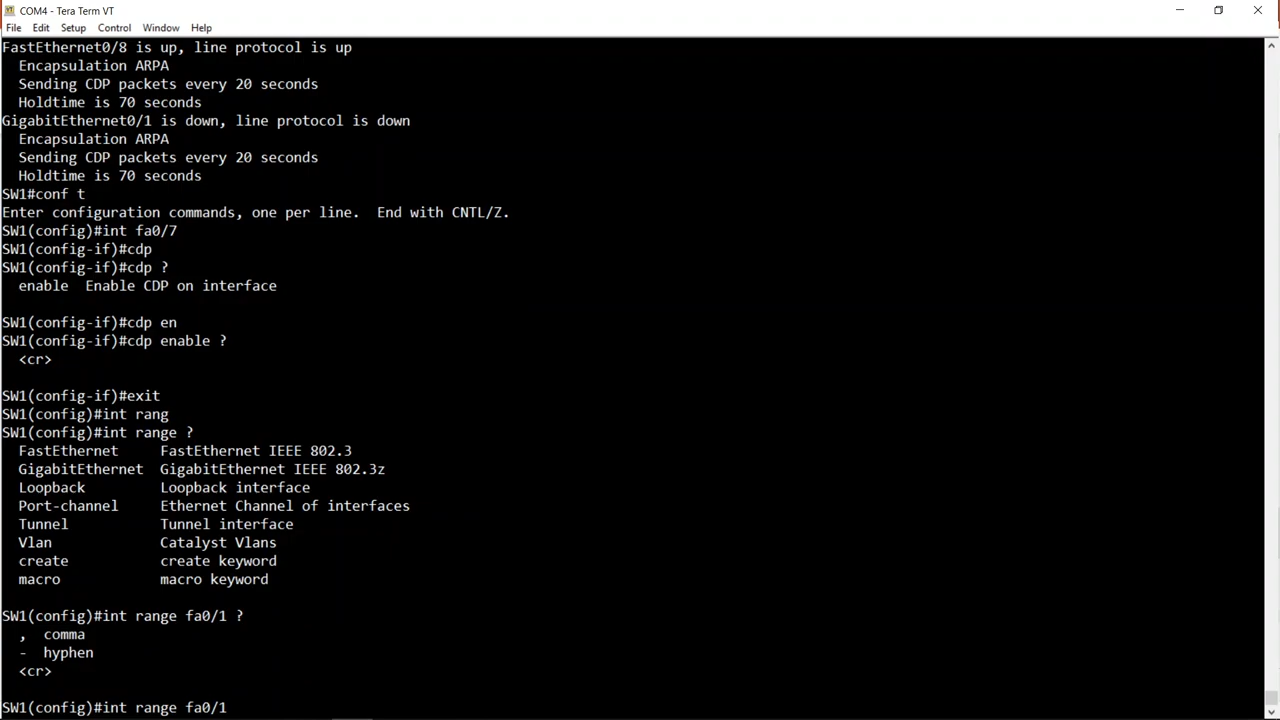 COM4 - Tera Term VT
File Edit Setup Control Window Help
FastEthernet0/8 is up, line protocol is up
  Encapsulation ARPA
  Sending CDP packets every 20 seconds
  Holdtime is 70 seconds
GigabitEthernet0/1 is down, line protocol is down
  Encapsulation ARPA
  Sending CDP packets every 20 seconds
  Holdtime is 70 seconds
SW1#conf t
Enter configuration commands, one per line.  End with CNTL/Z.
SW1(config)#int fa0/7
SW1(config-if)#cdp
SW1(config-if)#cdp ?
  enable  Enable CDP on interface
SW1(config-if)#cdp en
SW1(config-if)#cdp enable ?
  <cr>
SW1(config-if)#exit
SW1(config)#int rang
SW1(config)#int range ?
  FastEthernet     FastEthernet IEEE 802.3
  GigabitEthernet  GigabitEthernet IEEE 802.3z
  Loopback         Loopback interface
  Port-channel     Ethernet Channel of interfaces
  Tunnel           Tunnel interface
  Vlan             Catalyst Vlans
  create           create keyword
  macro            macro keyword
SW1(config)#int range fa0/1 ?
  ,  comma
  -  hyphen
  <cr>
SW1(config)#int range fa0/1